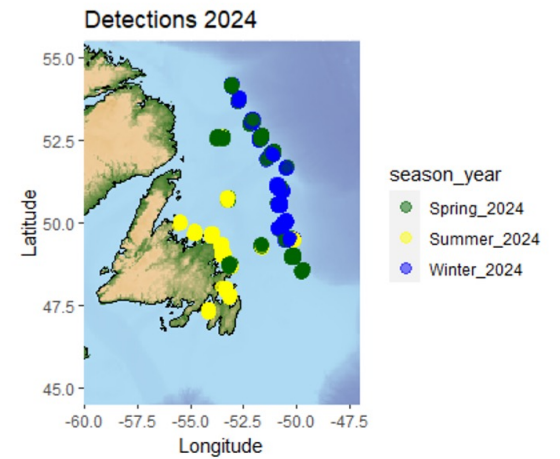 Detections 2024
55.0
52.5
50.0
47.5
45.0
Latitude
-60.0 -57.5 -55.0 -52.5 -50.0 -47.5
Longitude
season_year
Spring_2024
Summer_2024
Winter_2024